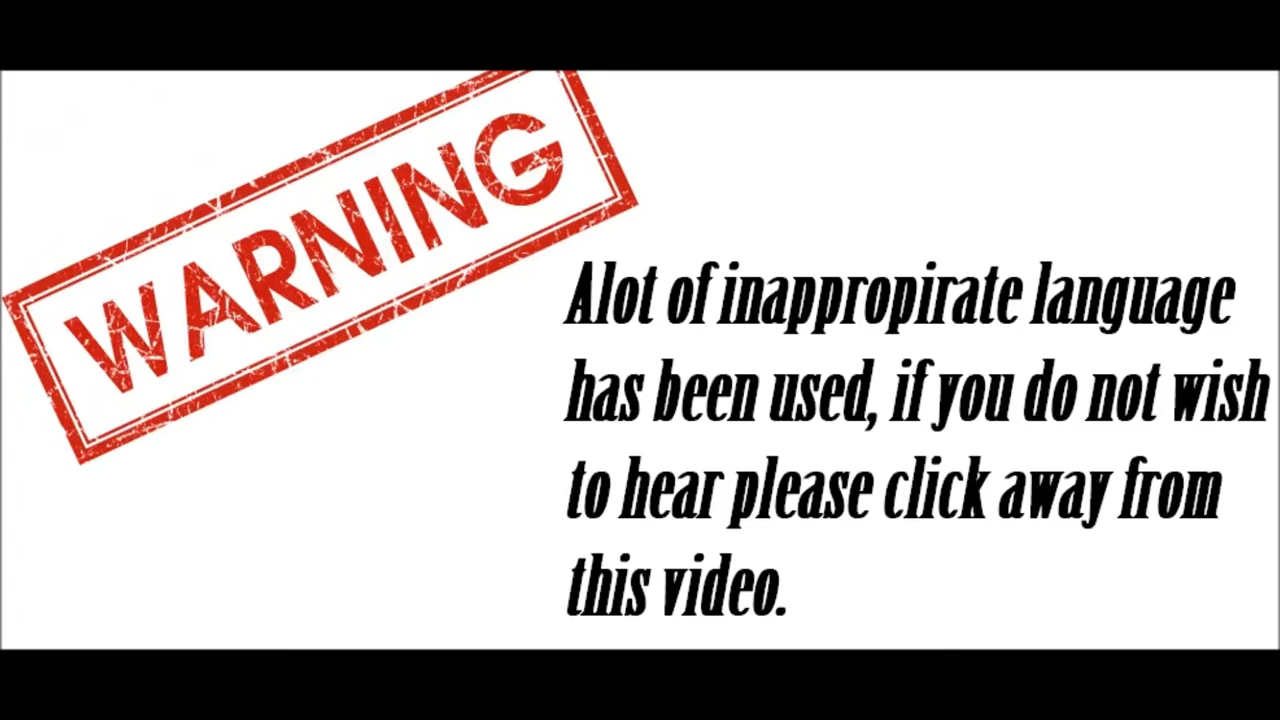 WARNING
Alot of inappropirate language
has been used, if you do not wish
to hear please click away from
this video.